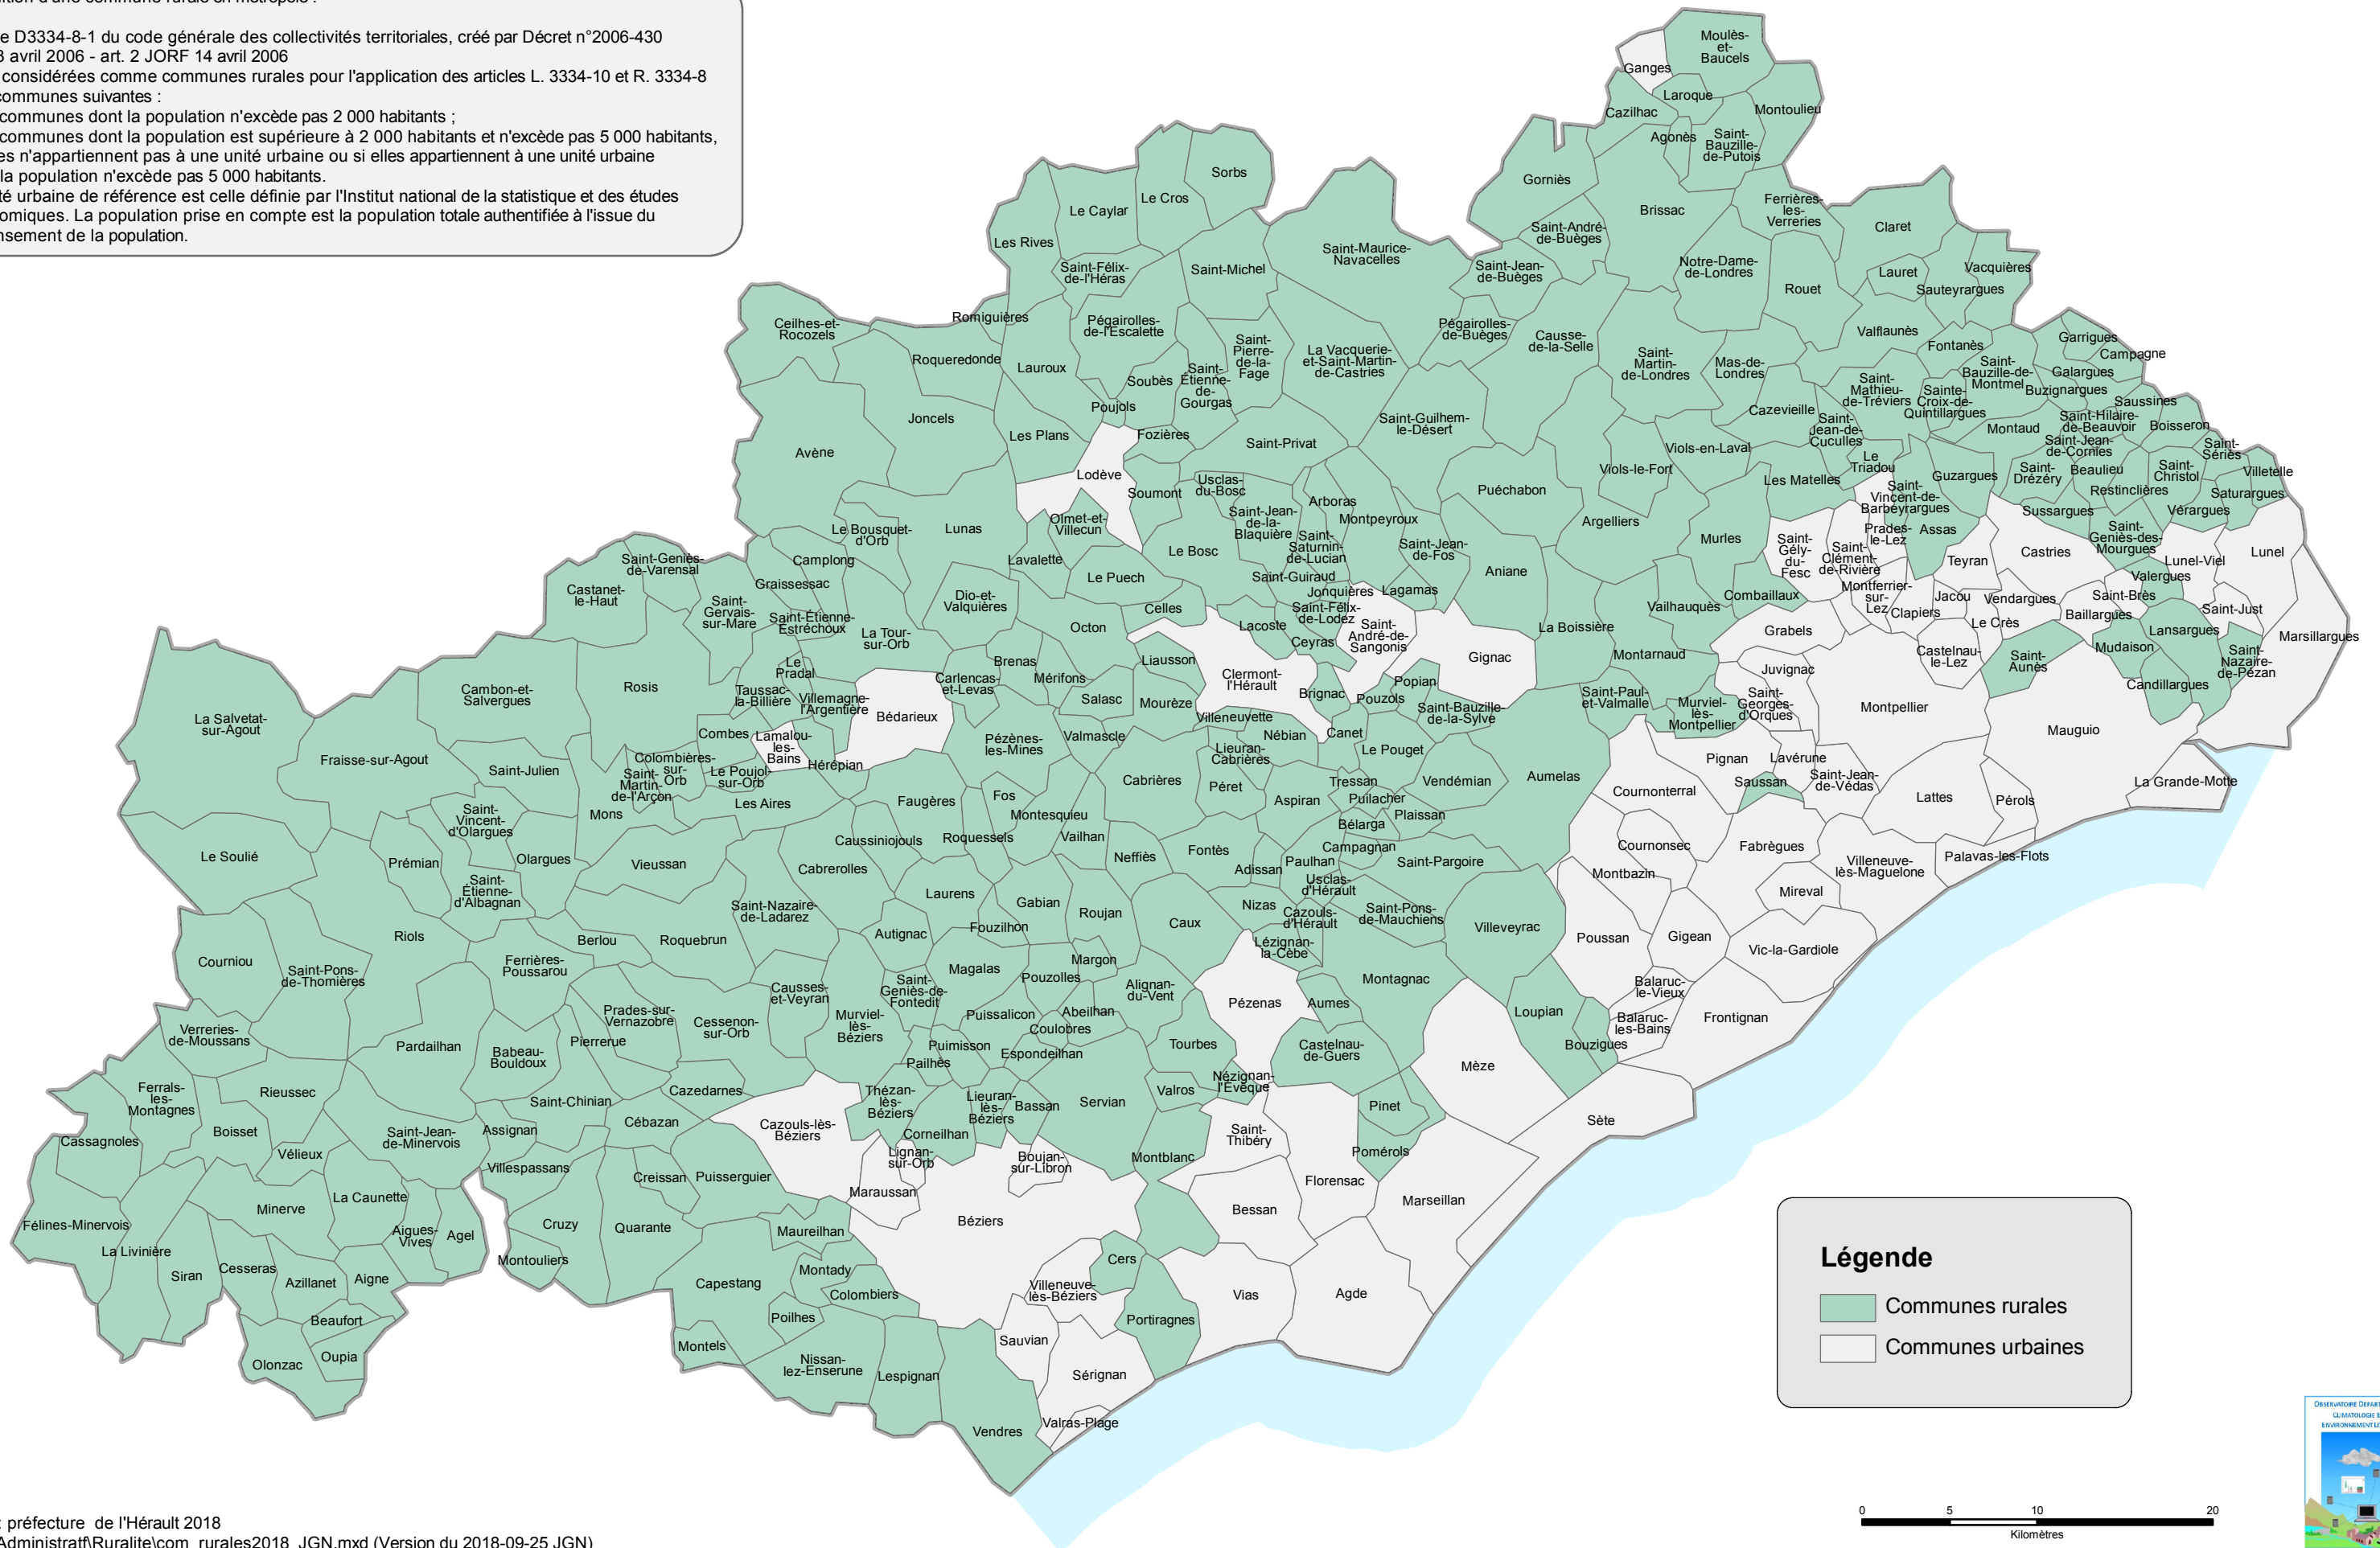 e D3334-8-1 du code générale des collectivités territoriales, créé par Décret n°2006-430
avril 2006 - art. 2 JORF 14 avril 2006
considérées comme communes rurales pour l'application des articles L. 3334-10 et R. 3334-8
communes suivantes :
communes dont la population n'excède pas 2 000 habitants ;
communes dont la population est supérieure à 2 000 habitants et n'excède pas 5 000 habitants,
es n'appartiennent pas à une unité urbaine ou si elles appartiennent à une unité urbaine
la population n'excède pas 5 000 habitants.
té urbaine de référence est celle définie par l'Institut national de la statistique et des études
omiques. La population prise en compte est la population totale authentifiée à l'issue du
nsement de la population.
Moulès-
et-
Baucels
Ganges
Laroque
Cazilhac
Montoulieu
Agonès
Saint-
Bauzille-
de-Putois
Gorniès
Brissac
Ferrières-
les-
Verreries
Claret
Saint-André-
de-Buèges
Sorbs
Le Cros
Le Caylar
Les Rives
Saint-Félix-
de-l'Héras
Saint-Michel
Saint-Maurice-
Navacelles
Saint-Jean-
de-Buèges
Notre-Dame-
de-Londres
Rouet
Lauret
Vacquières
Sauteyrargues
Ceilhes-et-
Rocozels
Romiguières
Roqueredonde
Pégairolles-
de-l'Escalette
Lauroux
Soubès
Saint-
Étienne-
de-
Gourgas
Saint-
Pierre-
de-la-
Fage
La Vacquerie-
et-Saint-Martin-
de-Castries
Pégairolles-
de-Buèges
Causse-
de-la-Selle
Saint-
Martin-
de-Londres
Mas-de-
Londres
Valflaunès
Fontanès
Garrigues
Campagne
Galargues
Buzignargues
Saint-
Bauzille-de-
Montmel
Saint-
Mathieu-
de-Tréviers
Sainte-
Croix-de-
Quintillargues
Saussines
Saint-Hilaire-
de-Beauvoir
Boisseron
Montaud
Saint-Jean-
de-Cornies
Saint-
Séries
Villetelle
Saint-
Christol
Saturargues
Vérargues
Beaulieu
Restinclières
Saint-
Drézéry
Sussargues
Saint-
Geniès-des-
Mourgues
Cazevieille
Saint-
Jean-de-
Cuculles
Le
Triadou
Les Matelles
Guzargues
Saint-
Vincent-de-
Barbeyrargues
Prades-
le-Lez
Assas
Teyran
Castries
Lunel-Viel
Lunel
Valergues
Saint-Brès
Saint-Just
Marsillargues
Baillargues
Lansargues
Mudaison
Saint-
Nazaire-
de-Pézan
Candillargues
Vendargues
Jacou
Le Crès
Clapiers
Castelnau-
le-Lez
Saint-
Aunès
Montferrier-
sur-
Lez
Saint-
Clément-
de-Rivière
Saint-
Gély-
du-
Fesc
Combaillaux
Grabels
Juvignac
Saint-
Georges-
d'Orques
Montpellier
Mauguio
La Grande-Motte
Pérols
Lattes
Palavas-les-Flots
Villeneuve-
lès-Maguelone
Saint-Jean-
de-Védas
Lavérune
Saussan
Pignan
Fabrègues
Mireval
Vic-la-Gardiole
Murviel-
lès-
Montpellier
Saint-Paul-
et-Valmalle
Montarnaud
Vailhauquès
Murles
Viols-en-Laval
Viols-le-Fort
Argelliers
La Boissière
Puéchabon
Aniane
Saint-Guilhem-
le-Désert
Saint-Privat
Avène
Joncels
Les Plans
Poujols
Fozières
Lodève
Soumont
Usclas-
du-Bosc
Saint-Jean-
de-la-
Blaquière
Arboras
Montpeyroux
Saint-
Saturnin-
de-Lucian
Saint-Jean-
de-Fos
Lagamas
Saint-Guiraud
Jonquières
Saint-Félix-
de-Lodez
Saint-
André-de-
Sangonis
Gignac
Lacoste
Ceyras
Clermont-
l'Hérault
Brignac
Pouzols
Popian
Saint-Bauzille-
de-la-Sylve
Canet
Le Pouget
Vendémian
Aumelas
Tressan
Puilacher
Plaissan
Bélarga
Campagnan
Saint-Pargoire
Paulhan
Usclas-
d'Hérault
Aspiran
Nébian
Villeneuvette
Lieuran-
Cabrières
Péret
Cabrières
Mourèze
Liausson
Salasc
Valmascle
Mérifons
Octon
Celles
Le Puech
Le Bosc
Olmet-et-
Villecun
Lavalette
Lunas
Le Bousquet-
d'Orb
Dio-et-
Valquières
Brenas
Carlencas-
et-Levas
Pézènes-
les-Mines
La Tour-
sur-Orb
Camplong
Graissessac
Saint-Étienne-
Estréchoux
Saint-
Gervais-
sur-Mare
Saint-Geniès-
de-Varensal
Castanet-
le-Haut
Rosis
Le
Pradal
Taussac-
la-Billière
Villemagne-
l'Argentière
Bédarieux
Combes
Lamalou-
les-
Bains
Hérépian
Le Poujol-
sur-Orb
Colombières-
sur-
Orb
Saint-
Martin-
de-l'Arçon
Mons
Les Aires
Cambon-et-
Salvergues
La Salvetat-
sur-Agout
Fraisse-sur-Agout
Saint-Julien
Saint-
Vincent-
d'Olargues
Olargues
Prémian
Saint-
Étienne-
d'Albagnan
Le Soulié
Riols
Courniou
Saint-Pons-
de-Thomières
Vieussan
Berlou
Roquebrun
Ferrières-
Poussarou
Saint-Nazaire-
de-Ladarez
Cabrerolles
Caussiniojouls
Faugères
Fos
Montesquieu
Roquessels
Vailhan
Neffiès
Fontès
Adissan
Nizas
Cazouls-
d'Hérault
Lézignan-
la-Cèbe
Saint-Pons-
de-Mauchiens
Villeveyrac
Montagnac
Cournonterral
Cournonsec
Montbazin
Poussan
Gigean
Balaruc-
le-Vieux
Balaruc-
les-Bains
Frontignan
Loupian
Bouzigues
Mèze
Sète
Laurens
Gabian
Roujan
Caux
Autignac
Fouzilhon
Magalas
Pouzolles
Margon
Alignan-
du-Vent
Abeilhan
Coulobres
Puissalicon
Espondeilhan
Puimisson
Pailhès
Saint-
Geniès-de-
Fontedit
Murviel-
lès-
Béziers
Causses-
et-Veyran
Cessenon-
sur-Orb
Prades-sur-
Vernazobre
Pierrerue
Babeau-
Bouldoux
Pardailhan
Verreries-
de-Moussans
Ferrals-
les-
Montagnes
Rieussec
Boisset
Vélieux
Cassagnoles
Saint-Jean-
de-Minervois
Assignan
Saint-Chinian
Cazedarnes
Cébazan
Villespassans
Creissan
Puisserguier
Cazouls-lès-
Béziers
Thézan-
lès-
Béziers
Corneilhan
Lieuran-
lès-
Béziers
Bassan
Servian
Lignan-
sur-Orb
Maraussan
Boujan-
sur-Libron
Béziers
Tourbes
Pézenas
Aumes
Castelnau-
de-Guers
Nézignan-
l'Evêque
Valros
Montblanc
Saint-
Thibéry
Pinet
Pomérols
Florensac
Marseillan
Bessan
Vias
Agde
Cers
Villeneuve-
lès-Béziers
Portiragnes
Sauvian
Sérignan
Valras-Plage
Vendres
Lespignan
Nissan-
lez-Enserune
Poilhes
Colombiers
Montady
Maureilhan
Capestang
Montels
Quarante
Cruzy
Montouliers
Félines-Minervois
La Livinière
Siran
Cesseras
Minerve
La Caunette
Aigues-
Vives
Agel
Azillanet
Aigne
Beaufort
Oupia
Olonzac
Légende
Communes rurales
Communes urbaines
0 5 10 20
Kilomètres
: préfecture de l'Hérault 2018
Administratf\Ruralite\com_rurales2018_JGN.mxd (Version du 2018-09-25 JGN)